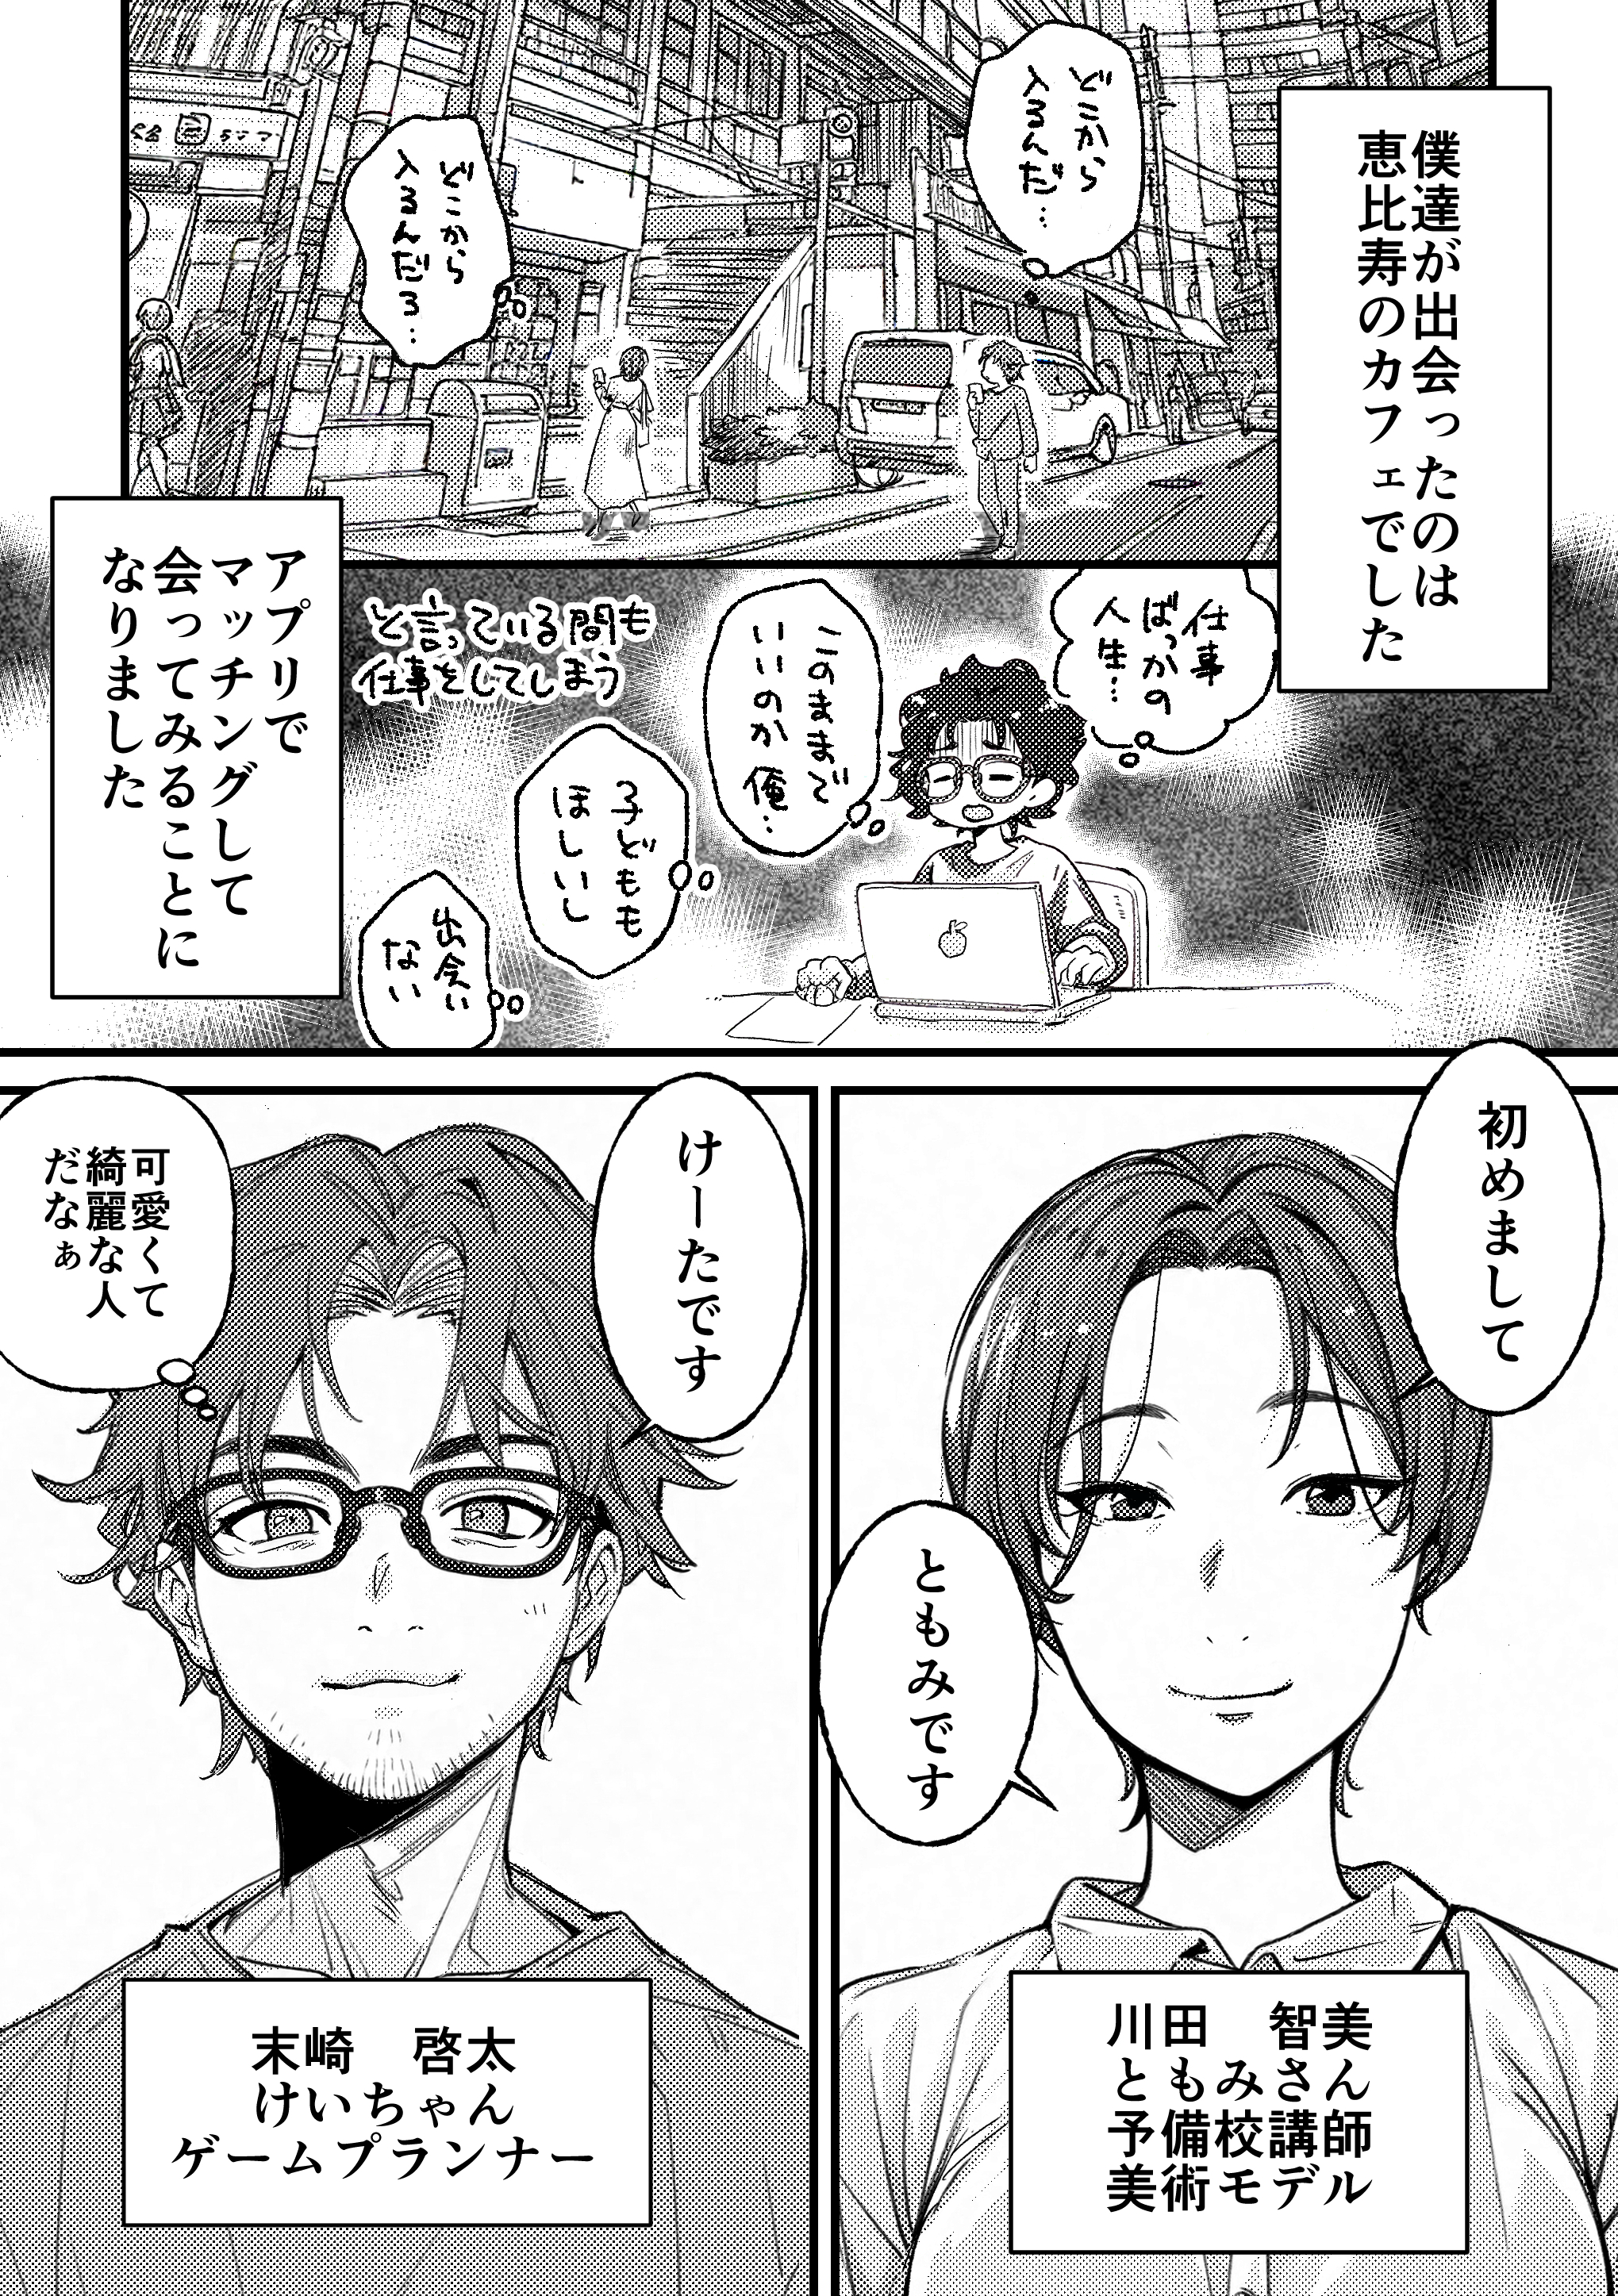 僕達が出会ったのは
恵比寿のカフェでした
どこから
入るんだ…
どこから
入るんだろ…
仕事
ばっかの
人生…
このままで
いいのか俺…
子どもも
ほしいし
出会い
ない
と言っている間も
仕事をしてしまう
アプリで
マッチングして
会ってみることに
なりました
初めまして
ともみです
川田 智美
ともみさん
予備校講師
美術モデル
けーたです
可愛くて
綺麗な人
だなぁ
末崎 啓太
けいちゃん
ゲームプランナー